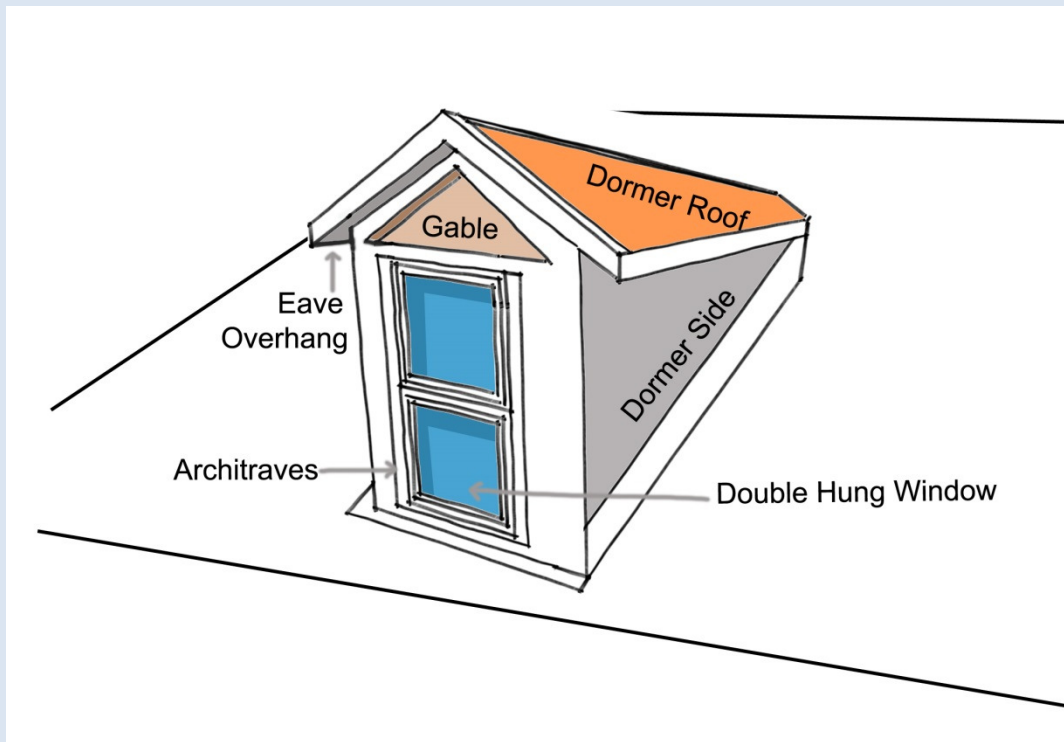 Dormer Roof
Gable
Eave
Overhang
Dormer Side
Architraves
Double Hung Window